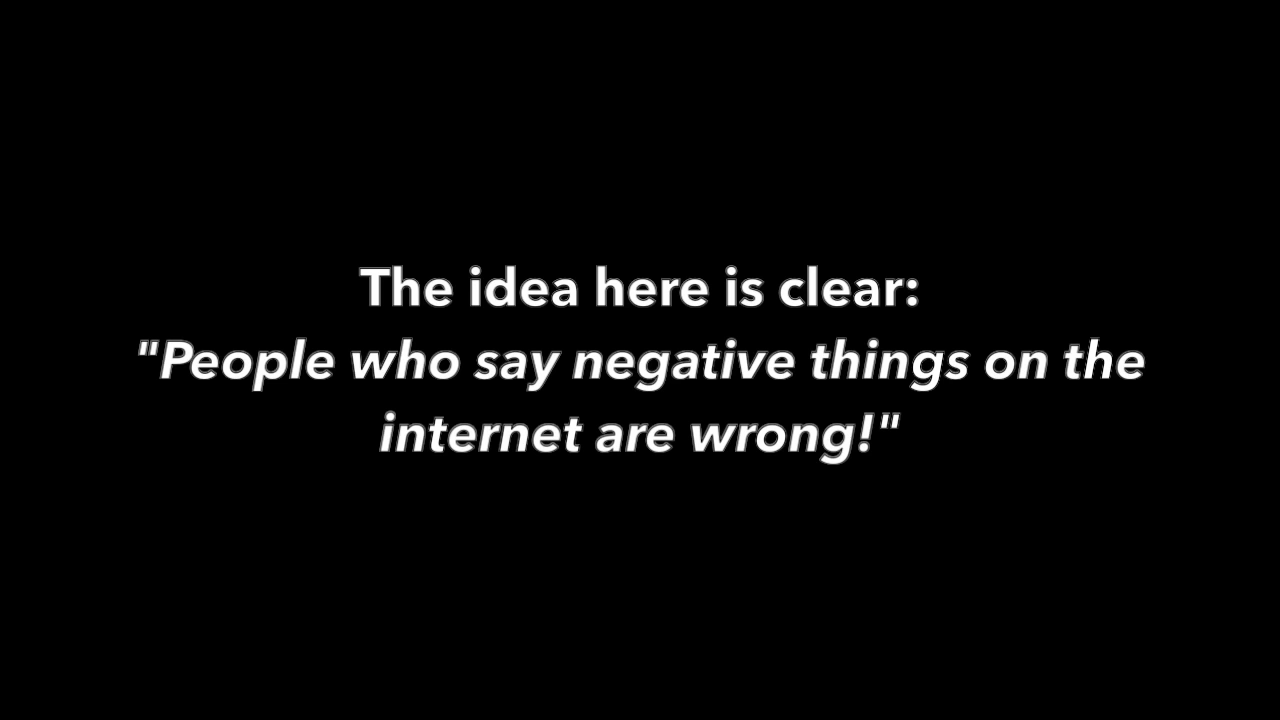 The idea here is clear:
"People who say negative things on the
internet are wrong!"